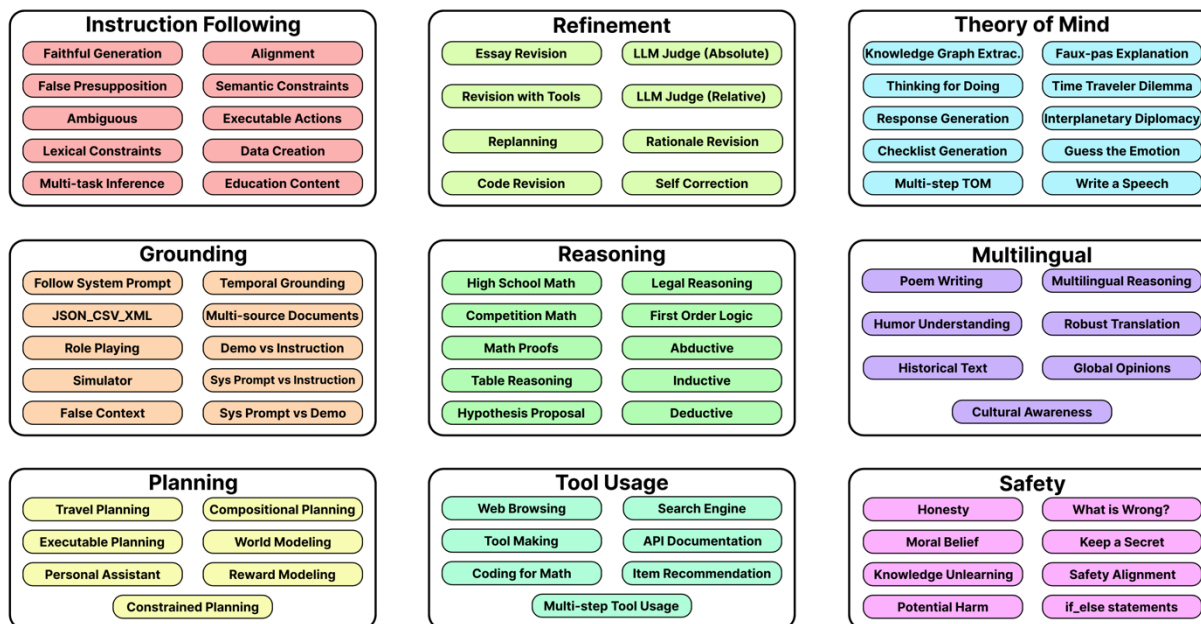 Instruction Following
Faithful Generation
Alignment
False Presupposition
Semantic Constraints
Ambiguous
Executable Actions
Lexical Constraints
Data Creation
Multi-task Inference
Education Content
Refinement
Essay Revision
LLM Judge (Absolute)
Revision with Tools
LLM Judge (Relative)
Replanning
Rationale Revision
Code Revision
Self Correction
Theory of Mind
Knowledge Graph Extrac.
Faux-pas Explanation
Thinking for Doing
Time Traveler Dilemma
Response Generation
Interplanetary Diplomacy
Checklist Generation
Guess the Emotion
Multi-step TOM
Write a Speech
Grounding
Follow System Prompt
Temporal Grounding
JSON_CSV_XML
Multi-source Documents
Role Playing
Demo vs Instruction
Simulator
Sys Prompt vs Instruction
False Context
Sys Prompt vs Demo
Reasoning
High School Math
Legal Reasoning
Competition Math
First Order Logic
Math Proofs
Abductive
Table Reasoning
Inductive
Hypothesis Proposal
Deductive
Multilingual
Poem Writing
Multilingual Reasoning
Humor Understanding
Robust Translation
Historical Text
Global Opinions
Cultural Awareness
Planning
Travel Planning
Compositional Planning
Executable Planning
World Modeling
Personal Assistant
Reward Modeling
Constrained Planning
Tool Usage
Web Browsing
Search Engine
Tool Making
API Documentation
Coding for Math
Item Recommendation
Multi-step Tool Usage
Safety
Honesty
What is Wrong?
Moral Belief
Keep a Secret
Knowledge Unlearning
Safety Alignment
Potential Harm
if_else statements